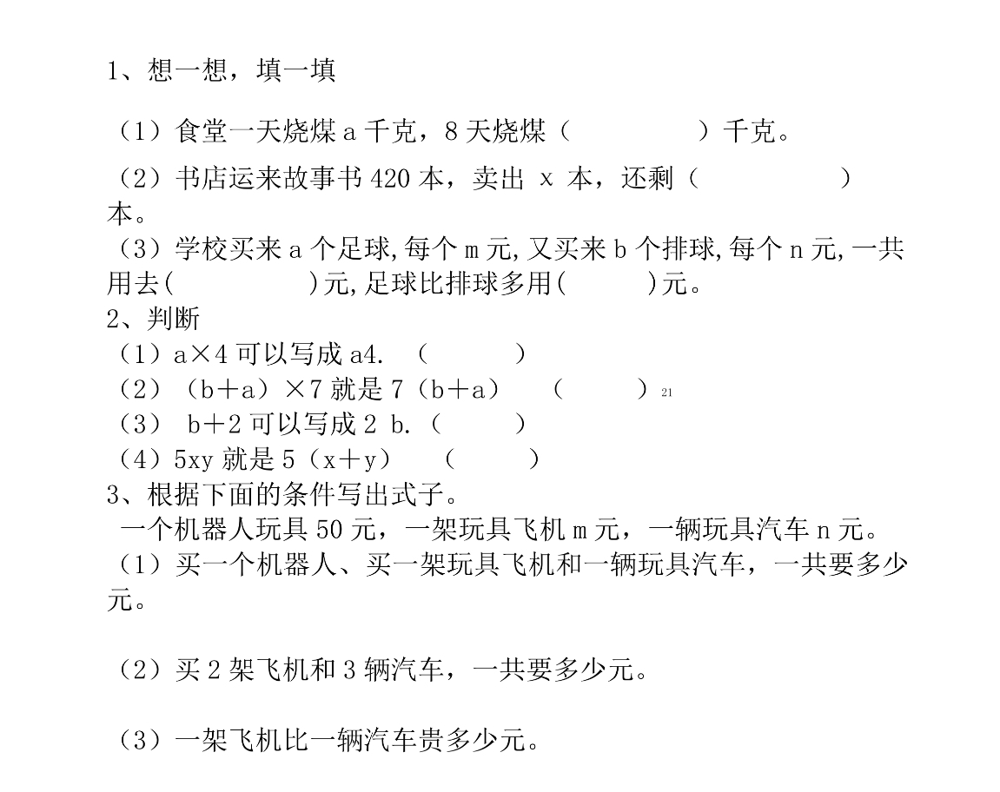 1、想一想，填一填
（1）食堂一天烧煤 a 千克，8 天烧煤（ ）千克。
（2）书店运来故事书 420 本，卖出 x 本，还剩（ ）
本。
（3）学校买来 a 个足球,每个 m 元,又买来 b 个排球,每个 n 元,一共
用去( )元,足球比排球多用( )元。
2、判断
（1）a×4 可以写成 a4. （ ）
（2）（b＋a）×7 就是 7（b＋a） （ ）21
（3） b＋2 可以写成 2 b.（ ）
（4）5xy 就是 5（x＋y） （ ）
3、根据下面的条件写出式子。
一个机器人玩具 50 元，一架玩具飞机 m 元，一辆玩具汽车 n 元。
（1）买一个机器人、买一架玩具飞机和一辆玩具汽车，一共要多少
元。
（2）买 2 架飞机和 3 辆汽车，一共要多少元。
（3）一架飞机比一辆汽车贵多少元。